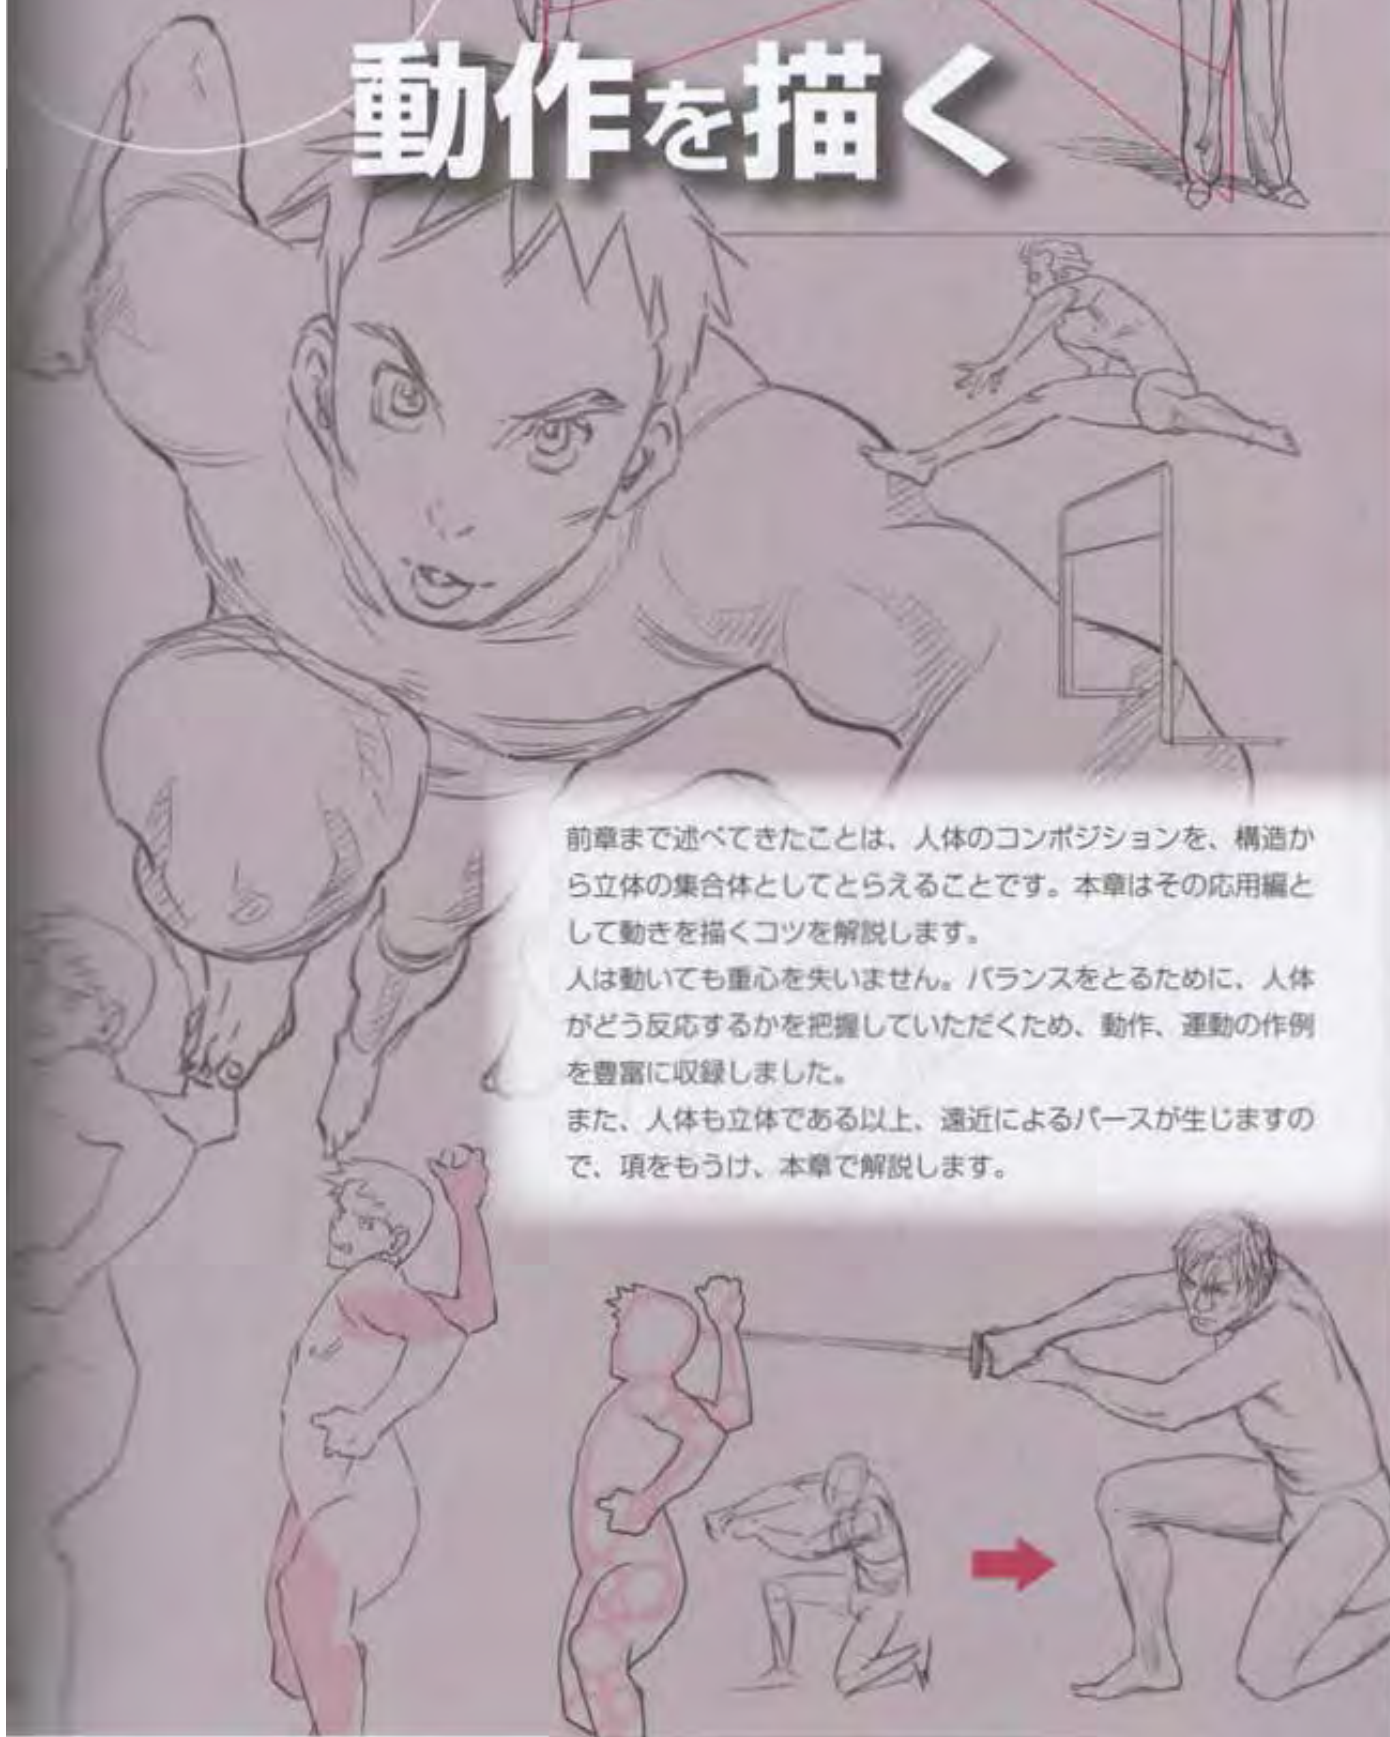 動作を描く
前章まで述べてきたことは、人体のコンポジションを、構造か
ら立体の集合体としてとらえることです。本章はその応用編と
して動きを描くコツを解説します。
人は動いても重心を失いません。バランスをとるために、人体
がどう反応するかを把握していただくため、動作、運動の作例
を豊富に収録しました。
また、人体も立体である以上、遠近によるパースが生じますの
で、項をもうけ、本章で解説します。